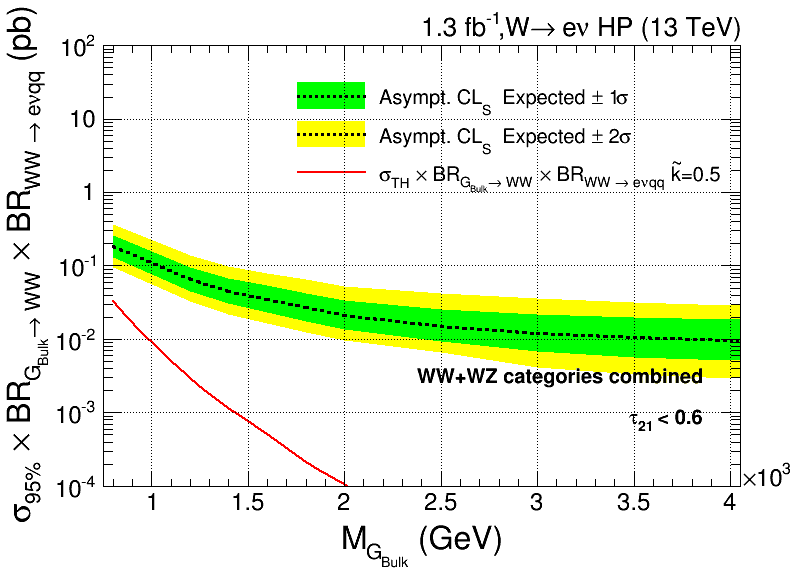 1.3 fb⁻¹,W→ eν HP (13 TeV)
σ₉₅% × BR_G_Bulk→ WW × BR_WW → eνqq (pb)
10²
10
1
10⁻¹
10⁻²
10⁻³
10⁻⁴
Asympt. CL_S Expected ± 1σ
Asympt. CL_S Expected ± 2σ
σ_TH × BR_G_Bulk→ WW × BR_WW → eνqq k̃=0.5
WW+WZ categories combined
τ₂₁ < 0.6
1 1.5 2 2.5 3 3.5 4
×10³
M_G_Bulk (GeV)